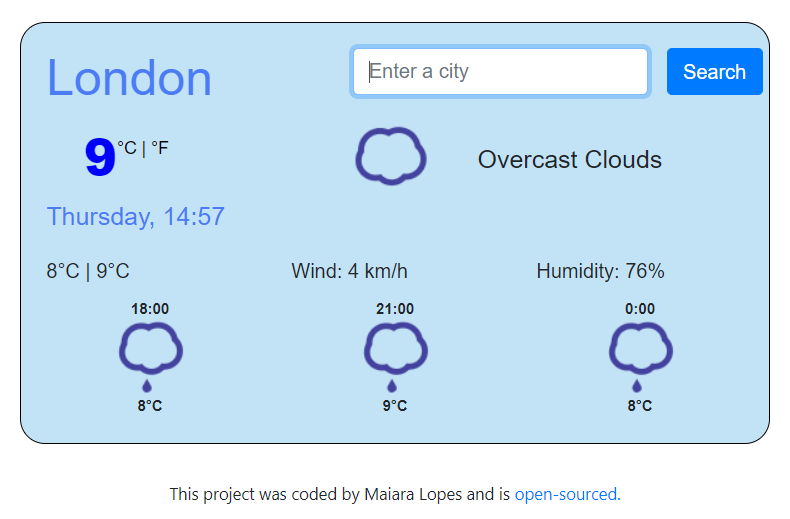 London
Enter a city
Search
9 °C | °F
Overcast Clouds
Thursday, 14:57
8°C | 9°C
Wind: 4 km/h
Humidity: 76%
18:00
21:00
0:00
8°C
9°C
8°C
This project was coded by Maiara Lopes and is open-sourced.